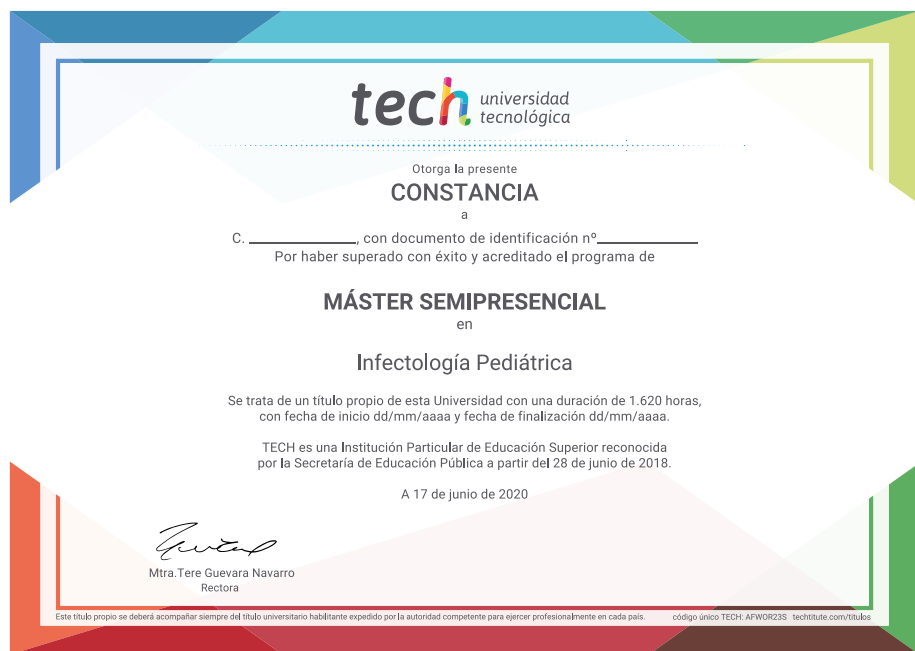 tech universidad
tecnológica
Otorga la presente
CONSTANCIA
a
C. ____________, con documento de identificación nº____________
Por haber superado con éxito y acreditado el programa de
MÁSTER SEMIPRESENCIAL
en
Infectología Pediátrica
Se trata de un título propio de esta Universidad con una duración de 1.620 horas,
con fecha de inicio dd/mm/aaaa y fecha de finalización dd/mm/aaaa.
TECH es una Institución Particular de Educación Superior reconocida
por la Secretaría de Educación Pública a partir del 28 de junio de 2018.
A 17 de junio de 2020
Mtra.Tere Guevara Navarro
Rectora
Este título propio se deberá acompañar siempre del título universitario habilitante expedido por la autoridad competente para ejercer profesionalmente en cada país. código único TECH: AFWOR23S techtitute.com/titulos